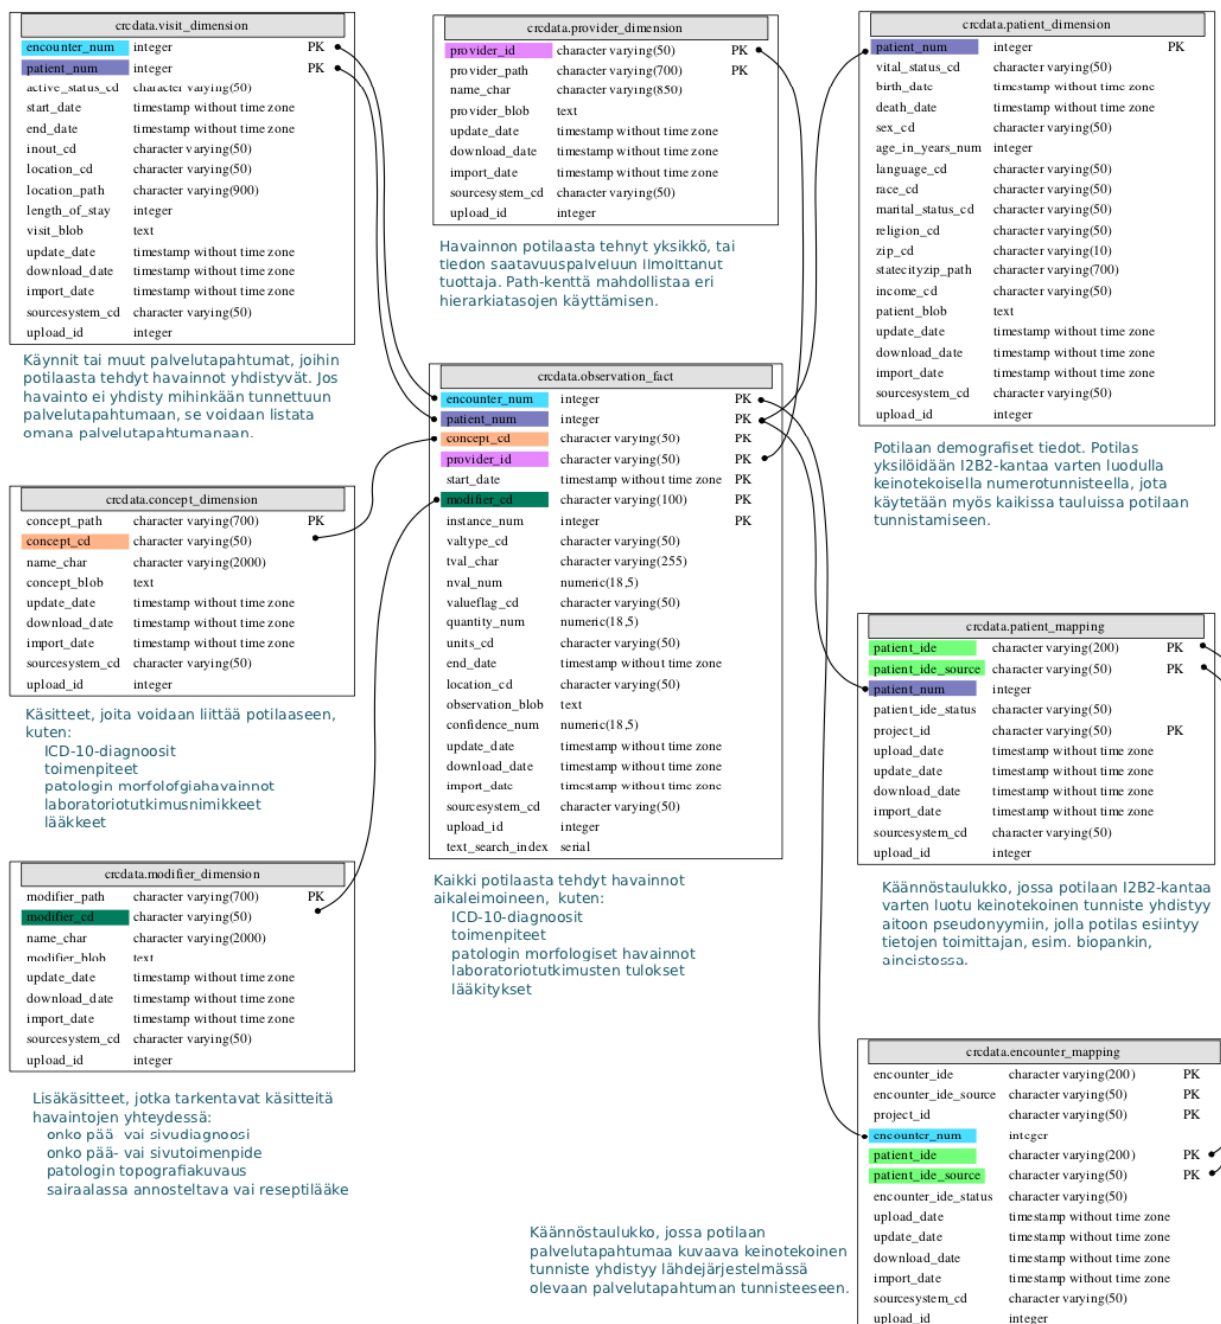 crcdata.visit_dimension
encounter_num integer PK
patient_num integer PK
active_status_cd character varying(50)
start_date timestamp without time zone
end_date timestamp without time zone
inout_cd character varying(50)
location_cd character varying(50)
location_path character varying(900)
length_of_stay integer
visit_blob text
update_date timestamp without time zone
download_date timestamp without time zone
import_date timestamp without time zone
sourcesystem_cd character varying(50)
upload_id integer
Käynnit tai muut palvelutapahtumat, joihin
potilaasta tehdyt havainnot yhdistyvät. Jos
havainto ei yhdisty mihinkään tunnettuun
palvelutapahtumaan, se voidaan listata
omana palvelutapahtumanaan.
crcdata.concept_dimension
concept_path character varying(700) PK
concept_cd character varying(50)
name_char character varying(2000)
concept_blob text
update_date timestamp without time zone
download_date timestamp without time zone
import_date timestamp without time zone
sourcesystem_cd character varying(50)
upload_id integer
Käsitteet, joita voidaan liittää potilaaseen,
kuten:
ICD-10-diagnoosit
toimenpiteet
patologin morfolofgiahavainnot
laboratoriotutkimusnimikkeet
lääkkeet
crcdata.modifier_dimension
modifier_path character varying(700) PK
modifier_cd character varying(50)
name_char character varying(2000)
modifier_blob text
update_date timestamp without time zone
download_date timestamp without time zone
import_date timestamp without time zone
sourcesystem_cd character varying(50)
upload_id integer
Lisäkäsitteet, jotka tarkentavat käsitteitä
havaintojen yhteydessä:
onko pää- vai sivudiagnoosi
onko pää- vai sivutoimenpide
patologin topografiakuvaus
sairaalassa annosteltava vai reseptilääke
crcdata.provider_dimension
provider_id character varying(50) PK
provider_path character varying(700) PK
name_char character varying(850)
provider_blob text
update_date timestamp without time zone
download_date timestamp without time zone
import_date timestamp without time zone
sourcesystem_cd character varying(50)
upload_id integer
Havainnon potilaasta tehnyt yksikkö, tai
tiedon saatavuuspalveluun ilmoittanut
tuottaja. Path-kenttä mahdollistaa eri
hierarkiatasojen käyttämisen.
crcdata.observation_fact
encounter_num integer PK
patient_num integer PK
concept_cd character varying(50) PK
provider_id character varying(50) PK
start_date timestamp without time zone PK
modifier_cd character varying(100) PK
instance_num integer PK
valtype_cd character varying(50)
tval_char character varying(255)
nval_num numeric(18,5)
valueflag_cd character varying(50)
quantity_num numeric(18,5)
units_cd character varying(50)
end_date timestamp without time zone
location_cd character varying(50)
observation_blob text
confidence_num numeric(18,5)
update_date timestamp without time zone
download_date timestamp without time zone
import_date timestamp without time zone
sourcesystem_cd character varying(50)
upload_id integer
text_search_index serial
Kaikki potilaasta tehdyt havainnot
aikaleimoineen, kuten:
ICD-10-diagnoosit
toimenpiteet
patologin morfologiset havainnot
laboratoriotutkimusten tulokset
lääkitykset
crcdata.patient_dimension
patient_num integer PK
vital_status_cd character varying(50)
birth_date timestamp without time zone
death_date timestamp without time zone
sex_cd character varying(50)
age_in_years_num integer
language_cd character varying(50)
race_cd character varying(50)
marital_status_cd character varying(50)
religion_cd character varying(50)
zip_cd character varying(10)
statecityzip_path character varying(700)
income_cd character varying(50)
patient_blob text
update_date timestamp without time zone
download_date timestamp without time zone
import_date timestamp without time zone
sourcesystem_cd character varying(50)
upload_id integer
Potilaan demografiset tiedot. Potilas
yksilöidään I2B2-kantaa varten luodulla
keinotekoisella numerotunnisteella, jota
käytetään myös kaikissa tauluissa potilaan
tunnistamiseen.
crcdata.patient_mapping
patient_ide character varying(200) PK
patient_ide_source character varying(50) PK
patient_num integer
patient_ide_status character varying(50)
project_id character varying(50) PK
upload_date timestamp without time zone
update_date timestamp without time zone
download_date timestamp without time zone
import_date timestamp without time zone
sourcesystem_cd character varying(50)
upload_id integer
Käännöstaulukko, jossa potilaan I2B2-kantaa
varten luotu keinotekoinen tunniste yhdistyy
aitoon pseudonyymiin, jolla potilas esiintyy
tietojen toimittajan, esim. biopankin,
aineistossa.
crcdata.encounter_mapping
encounter_ide character varying(200) PK
encounter_ide_source character varying(50) PK
project_id character varying(50) PK
encounter_num integer
patient_ide character varying(200) PK
patient_ide_source character varying(50) PK
encounter_ide_status character varying(50)
upload_date timestamp without time zone
update_date timestamp without time zone
download_date timestamp without time zone
import_date timestamp without time zone
sourcesystem_cd character varying(50)
upload_id integer
Käännöstaulukko, jossa potilaan
palvelutapahtumaa kuvaava keinotekoinen
tunniste yhdistyy lähdejärjestelmässä
olevaan palvelutapahtuman tunnisteeseen.